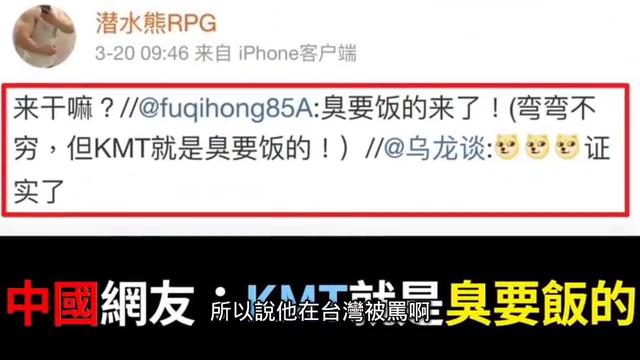 潜水熊RPG
3-20 09:46 来自 iPhone客户端
来干嘛？//@fuqihong85A:臭要饭的来了！(弯弯不
穷，但KMT就是臭要饭的！）//@乌龙谈:证
实了
中國網友：KMT就是臭要飯的
所以說他在台灣被罵啊